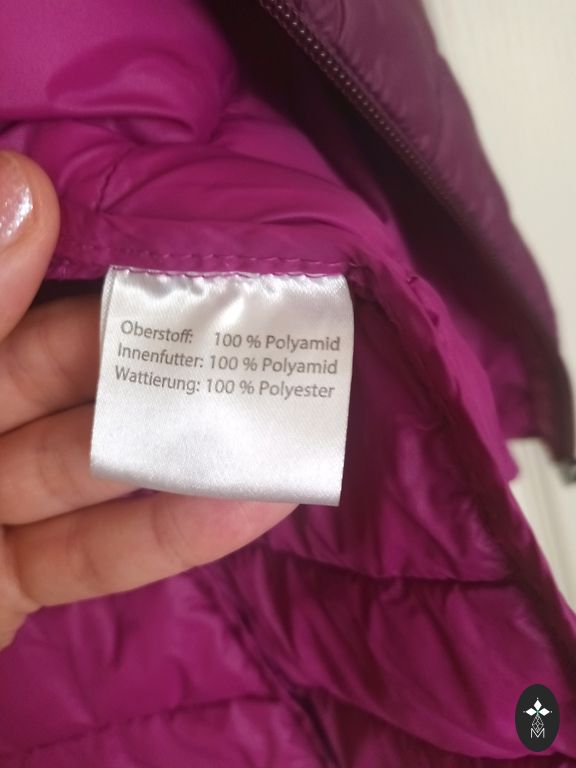 Oberstoff: 100 % Polyamid
Innenfutter: 100 % Polyamid
Wattierung: 100 % Polyester